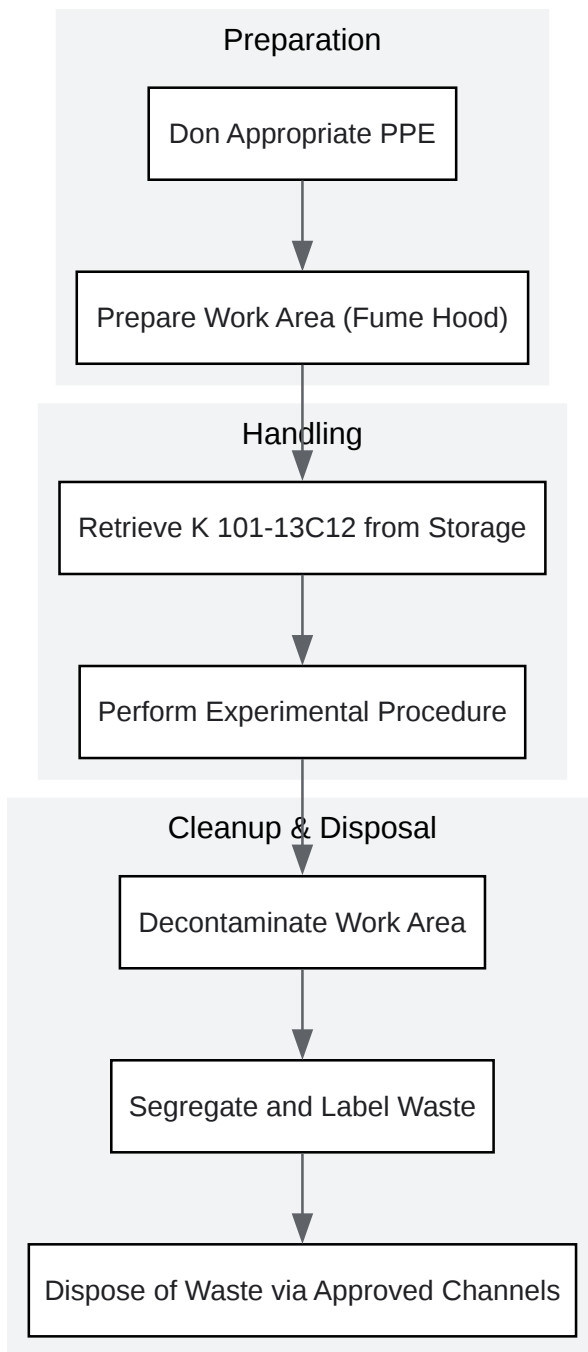 Preparation
Don Appropriate PPE
Prepare Work Area (Fume Hood)
Handling
Retrieve K 101-13C12 from Storage
Perform Experimental Procedure
Cleanup & Disposal
Decontaminate Work Area
Segregate and Label Waste
Dispose of Waste via Approved Channels